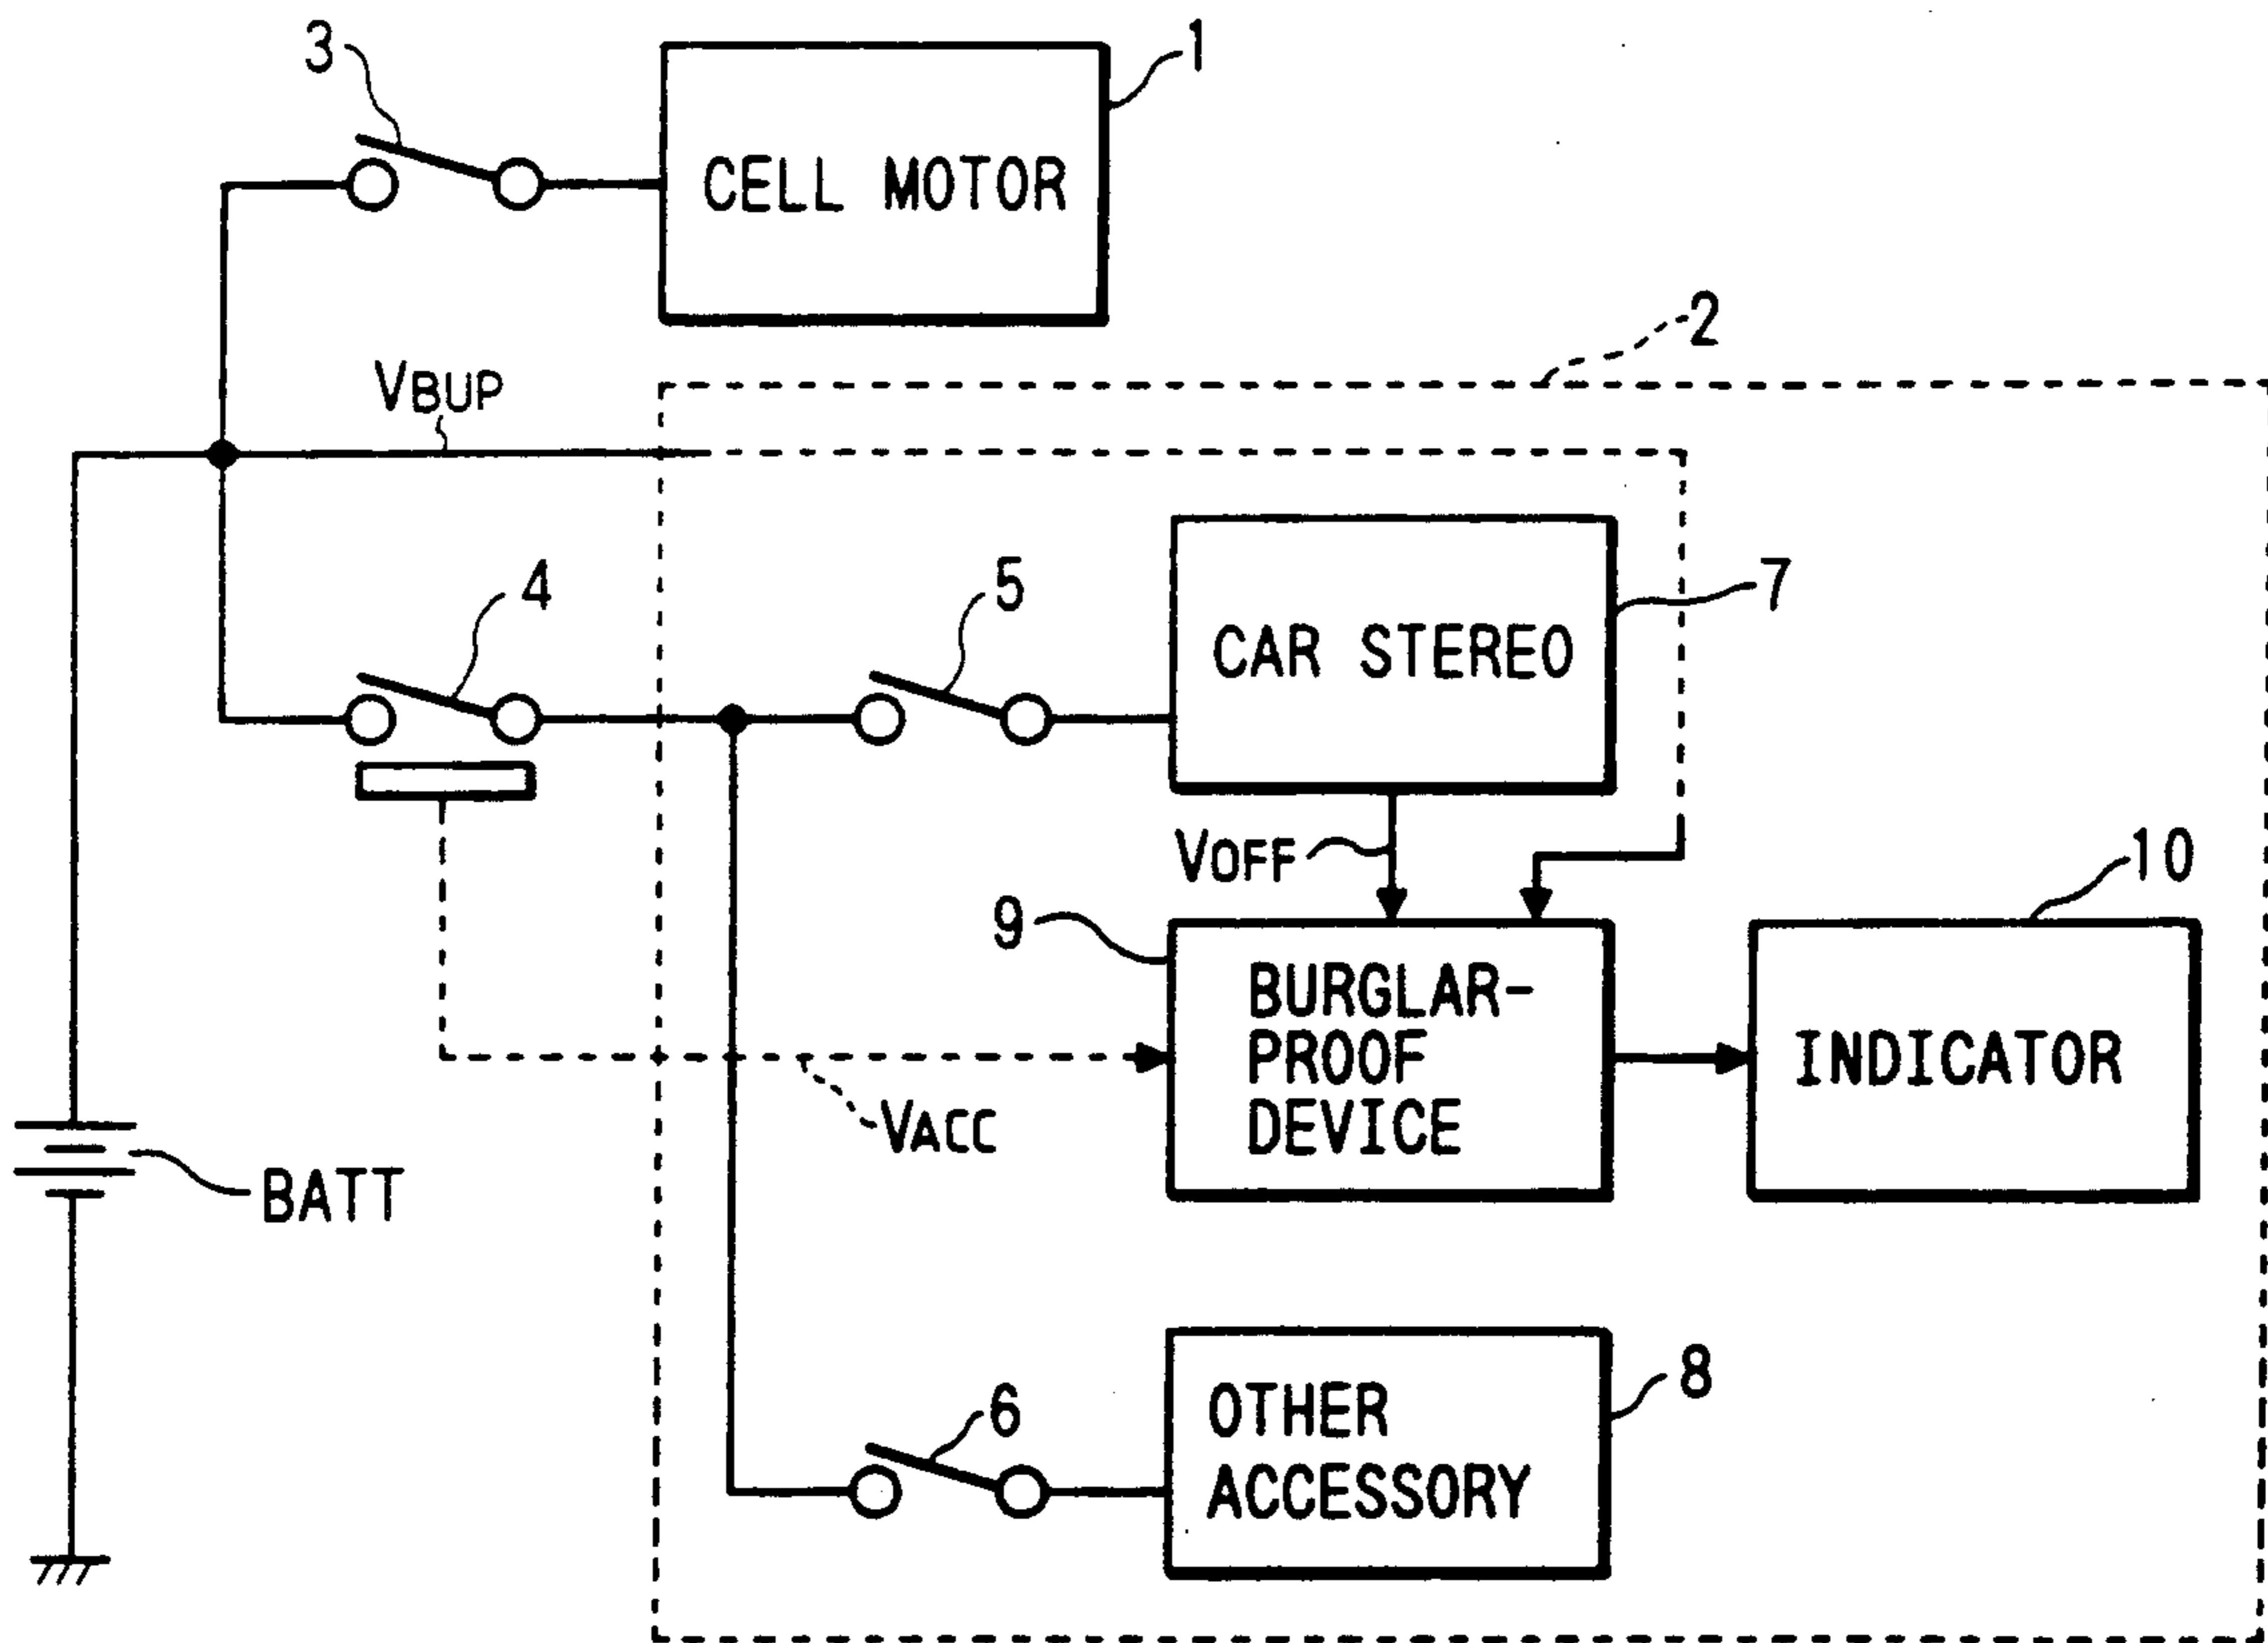 3
1
CELL MOTOR
2
VBUP
4
5
7
CAR STEREO
VOFF
10
9
BURGLAR-
PROOF
DEVICE
INDICATOR
VACC
BATT
6
8
OTHER
ACCESSORY